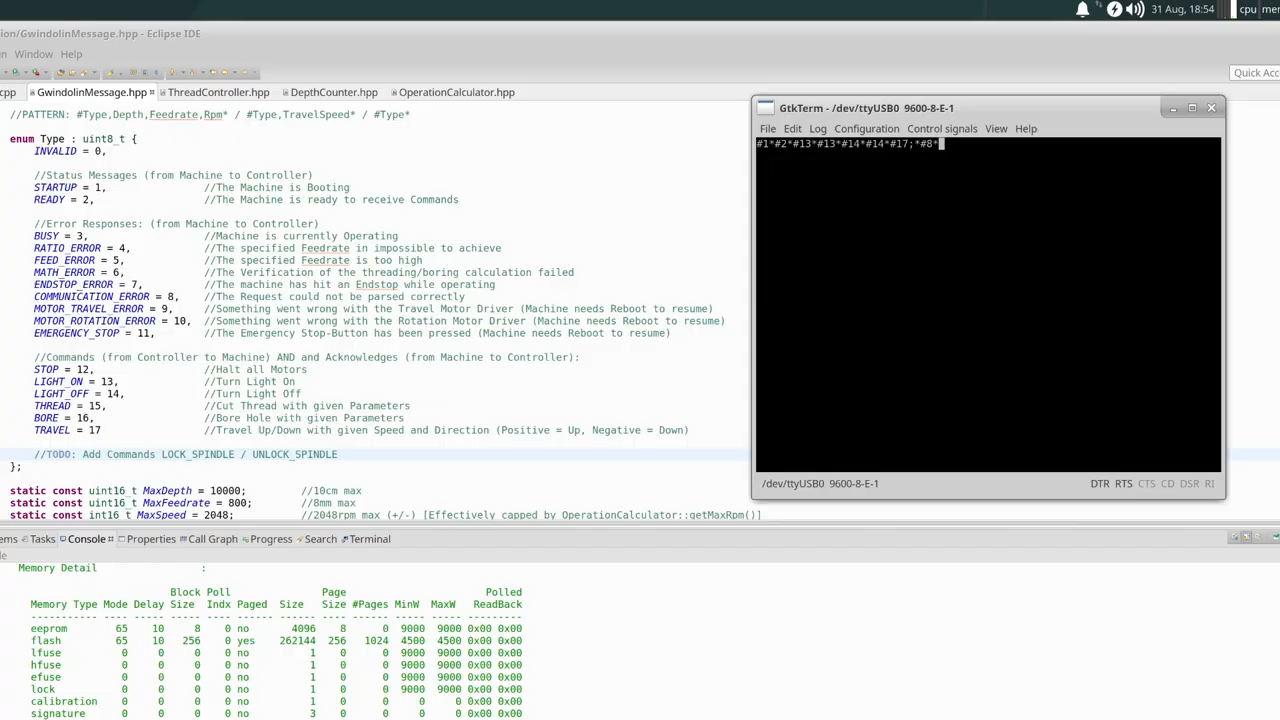 31 Aug, 18:54 cpu mem
ion/GwindolinMessage.hpp - Eclipse IDE
n Window Help
Quick Acc
cpp GwindolinMessage.hpp ThreadController.hpp DepthCounter.hpp OperationCalculator.hpp
//PATTERN: #Type,Depth,Feedrate,Rpm* / #Type,TravelSpeed* / #Type*
enum Type : uint8_t {
INVALID = 0,
//Status Messages (from Machine to Controller)
STARTUP = 1, //The Machine is Booting
READY = 2, //The Machine is ready to receive Commands
//Error Responses: (from Machine to Controller)
BUSY = 3, //Machine is currently Operating
RATIO_ERROR = 4, //The specified Feedrate in impossible to achieve
FEED_ERROR = 5, //The specified Feedrate is too high
MATH_ERROR = 6, //The Verification of the threading/boring calculation failed
ENDSTOP_ERROR = 7, //The machine has hit an Endstop while operating
COMMUNICATION_ERROR = 8, //The Request could not be parsed correctly
MOTOR_TRAVEL_ERROR = 9, //Something went wrong with the Travel Motor Driver (Machine needs Reboot to resume)
MOTOR_ROTATION_ERROR = 10, //Something went wrong with the Rotation Motor Driver (Machine needs Reboot to resume)
EMERGENCY_STOP = 11, //The Emergency Stop-Button has been pressed (Machine needs Reboot to resume)
//Commands (from Controller to Machine) AND and Acknowledges (from Machine to Controller):
STOP = 12, //Halt all Motors
LIGHT_ON = 13, //Turn Light On
LIGHT_OFF = 14, //Turn Light Off
THREAD = 15, //Cut Thread with given Parameters
BORE = 16, //Bore Hole with given Parameters
TRAVEL = 17 //Travel Up/Down with given Speed and Direction (Positive = Up, Negative = Down)
//TODO: Add Commands LOCK_SPINDLE / UNLOCK_SPINDLE
};
static const uint16_t MaxDepth = 10000; //10cm max
static const uint16_t MaxFeedrate = 800; //8mm max
static const int16_t MaxSpeed = 2048; //2048rpm max (+/-) [Effectively capped by OperationCalculator::getMaxRpm()]
GtkTerm - /dev/ttyUSB0 9600-8-E-1
File Edit Log Configuration Control signals View Help
#1*#2*#13*#13*#14*#14*#17;*#8*
/dev/ttyUSB0 9600-8-E-1 DTR RTS CTS CD DSR RI
ems Tasks Console Properties Call Graph Progress Search Terminal
le
Memory Detail :
Block Poll Page Polled
Memory Type Mode Delay Size Indx Paged Size Size #Pages MinW MaxW ReadBack
----------- ---- ----- ----- ---- ------ ------ ---- ------ ----- ----- ---------
eeprom 65 10 8 0 no 4096 8 0 9000 9000 0x00 0x00
flash 65 10 256 0 yes 262144 256 1024 4500 4500 0x00 0x00
lfuse 0 0 0 0 no 1 0 0 9000 9000 0x00 0x00
hfuse 0 0 0 0 no 1 0 0 9000 9000 0x00 0x00
efuse 0 0 0 0 no 1 0 0 9000 9000 0x00 0x00
lock 0 0 0 0 no 1 0 0 9000 9000 0x00 0x00
calibration 0 0 0 0 no 1 0 0 0 0 0x00 0x00
signature 0 0 0 0 no 3 0 0 0 0 0x00 0x00